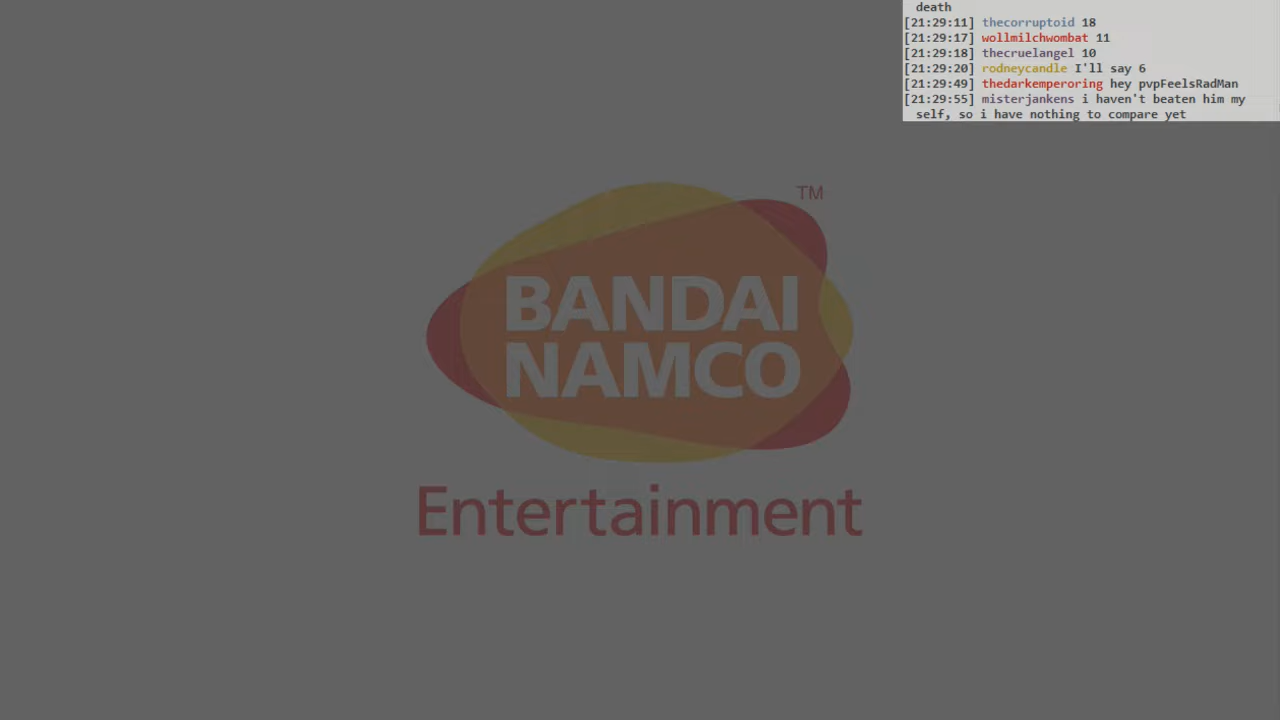 death
[21:29:11] thecorruptoid 18
[21:29:17] wollmilchwombat 11
[21:29:18] thecruelangel 10
[21:29:20] rodneycandle I'll say 6
[21:29:49] thedarkemperoring hey pvpFeelsRadMan
[21:29:55] misterjankens i haven't beaten him my
self, so i have nothing to compare yet
TM
BANDAI
NAMCO
Entertainment